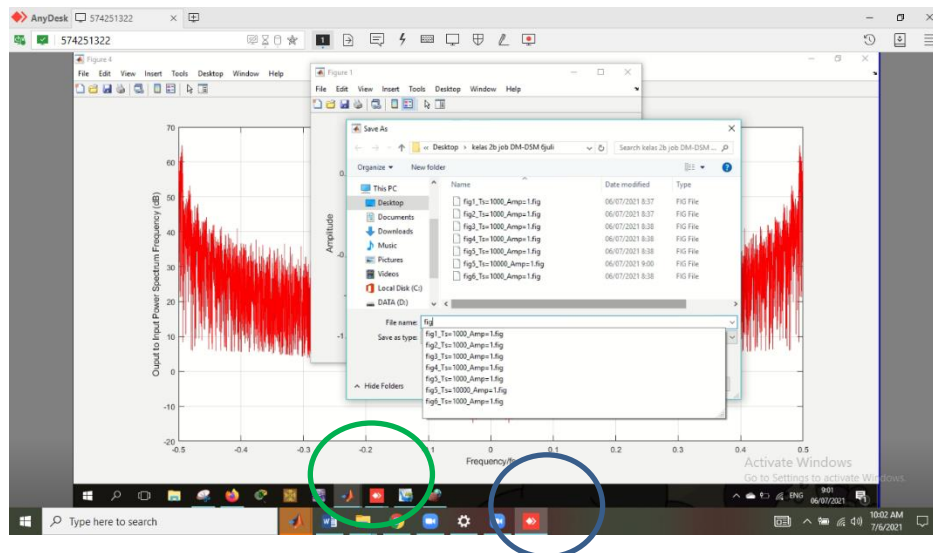 AnyDesk 574251322
574251322
Figure 4
File Edit View Insert Tools Desktop Window Help
Figure 1
File Edit View Insert Tools Desktop Window Help
Save As
« Desktop > kelas 2b job DM-DSM 6juli
Search kelas 2b job DM-DSM ...
Organize New folder
This PC
Desktop
Documents
Downloads
Music
Pictures
Videos
Local Disk (C:)
DATA (D:)
Name Date modified Type
fig1_Ts=1000_Amp=1.fig 06/07/2021 8:37 FIG File
fig2_Ts=1000_Amp=1.fig 06/07/2021 8:37 FIG File
fig3_Ts=1000_Amp=1.fig 06/07/2021 8:38 FIG File
fig4_Ts=1000_Amp=1.fig 06/07/2021 8:38 FIG File
fig5_Ts=1000_Amp=1.fig 06/07/2021 8:38 FIG File
fig5_Ts=10000_Amp=1.fig 06/07/2021 9:00 FIG File
fig6_Ts=1000_Amp=1.fig 06/07/2021 8:38 FIG File
File name: fig
Save as type:
fig1_Ts=1000_Amp=1.fig
fig2_Ts=1000_Amp=1.fig
fig3_Ts=1000_Amp=1.fig
fig4_Ts=1000_Amp=1.fig
fig5_Ts=1000_Amp=1.fig
fig5_Ts=10000_Amp=1.fig
fig6_Ts=1000_Amp=1.fig
Hide Folders
Amplitude
0.
-0.
-1.
Ouput to Input Power Spectrum Frequency (dB)
70
60
50
40
30
20
10
0
-10
-20
-0.5 -0.4 -0.3 -0.2 0.1 0 0.1 0.2 0.3 0.4 0.5
Activate Windows
Go to Settings to activate Windows.
ENG 9:01
06/07/2021
Type here to search
10:02 AM
7/6/2021